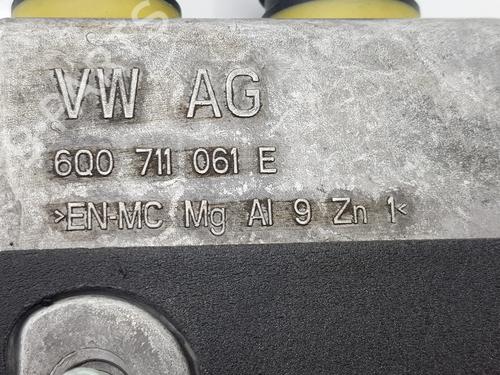 VW AG
6Q0 711 061 E
>EN-MC Mg Al 9 Zn 1<